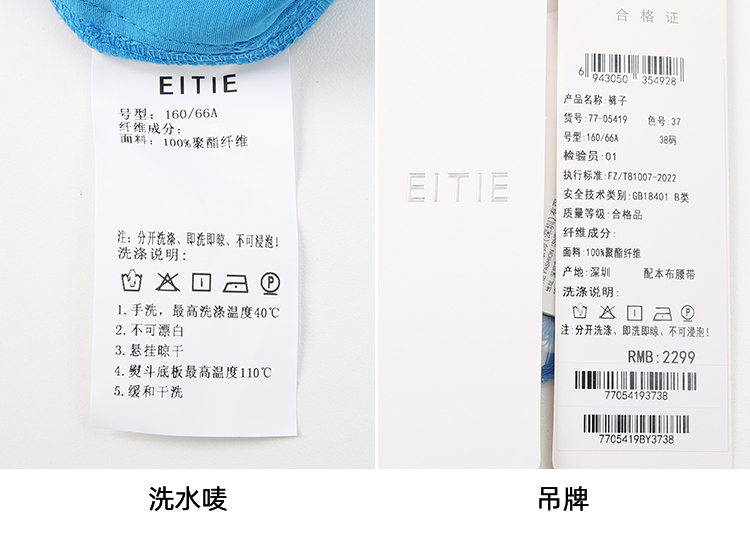 EITIE
号型: 160/66A
纤维成分:
面料: 100%聚酯纤维
注: 分开洗涤、即洗即晾、不可浸泡!
洗涤说明:
1.手洗，最高洗涤温度40℃
2.不可漂白
3.悬挂晾干
4.熨斗底板最高温度110℃
5.缓和干洗
洗水唛
EITIE
合格证
6 943050 354928
产品名称:裤子
货号:77-05419 色号:37
号型:160/66A 38码
检验员:01
执行标准:FZ/T81007-2022
安全技术类别:GB18401 B类
质量等级:合格品
纤维成分:
面料:100%聚酯纤维
产地:深圳 配本布腰带
洗涤说明:
注:分开洗涤、即洗即晾、不可浸泡!
RMB:2299
77054193738
7705419BY3738
吊牌